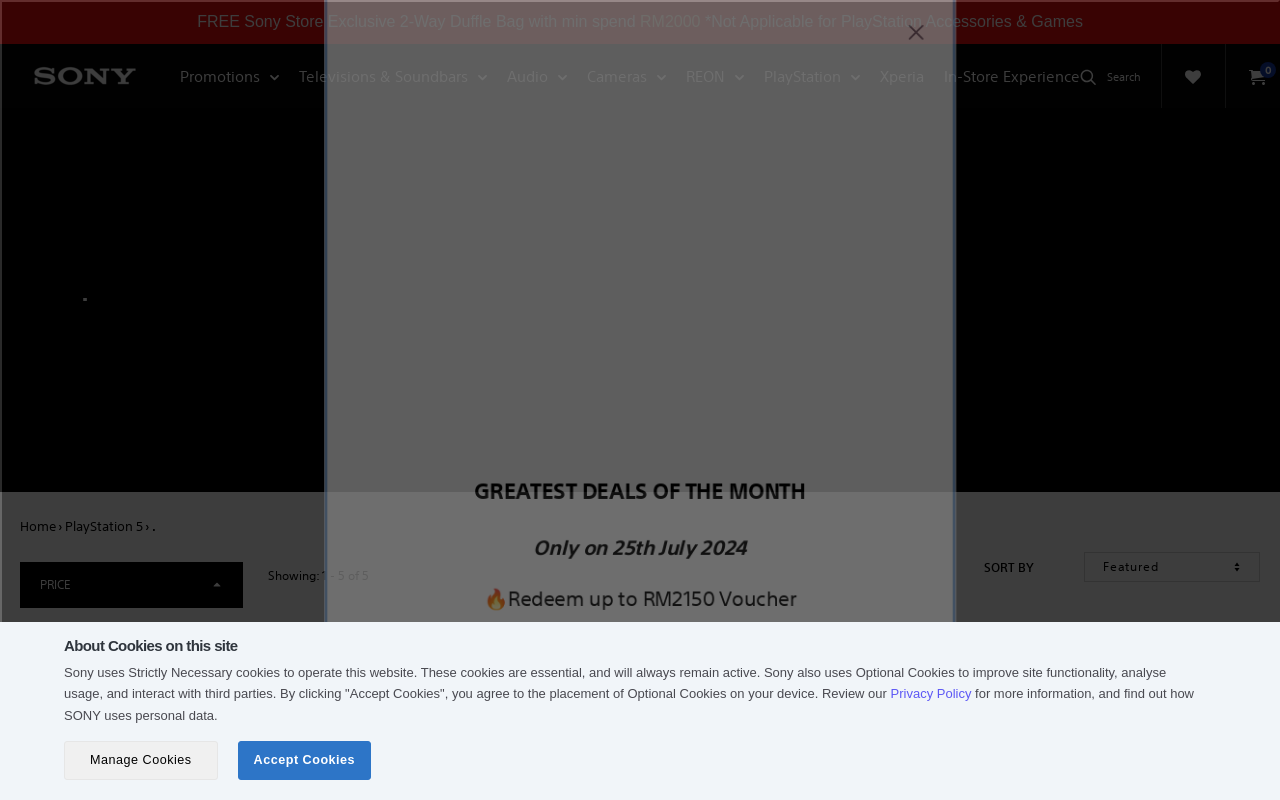 FREE Sony Store Exclusive 2-Way Duffle Bag with min spend RM2000 *Not Applicable for PlayStation Accessories & Games
SONY Promotions Televisions & Soundbars Audio Cameras REON PlayStation Xperia In-Store Experience Search 0
GREATEST DEALS OF THE MONTH
Home › PlayStation 5 › .
Only on 25th July 2024
PRICE
Showing: 1 - 5 of 5
SORT BY Featured
🔥Redeem up to RM2150 Voucher
About Cookies on this site
Sony uses Strictly Necessary cookies to operate this website. These cookies are essential, and will always remain active. Sony also uses Optional Cookies to improve site functionality, analyse
usage, and interact with third parties. By clicking "Accept Cookies", you agree to the placement of Optional Cookies on your device. Review our Privacy Policy for more information, and find out how
SONY uses personal data.
Manage Cookies Accept Cookies